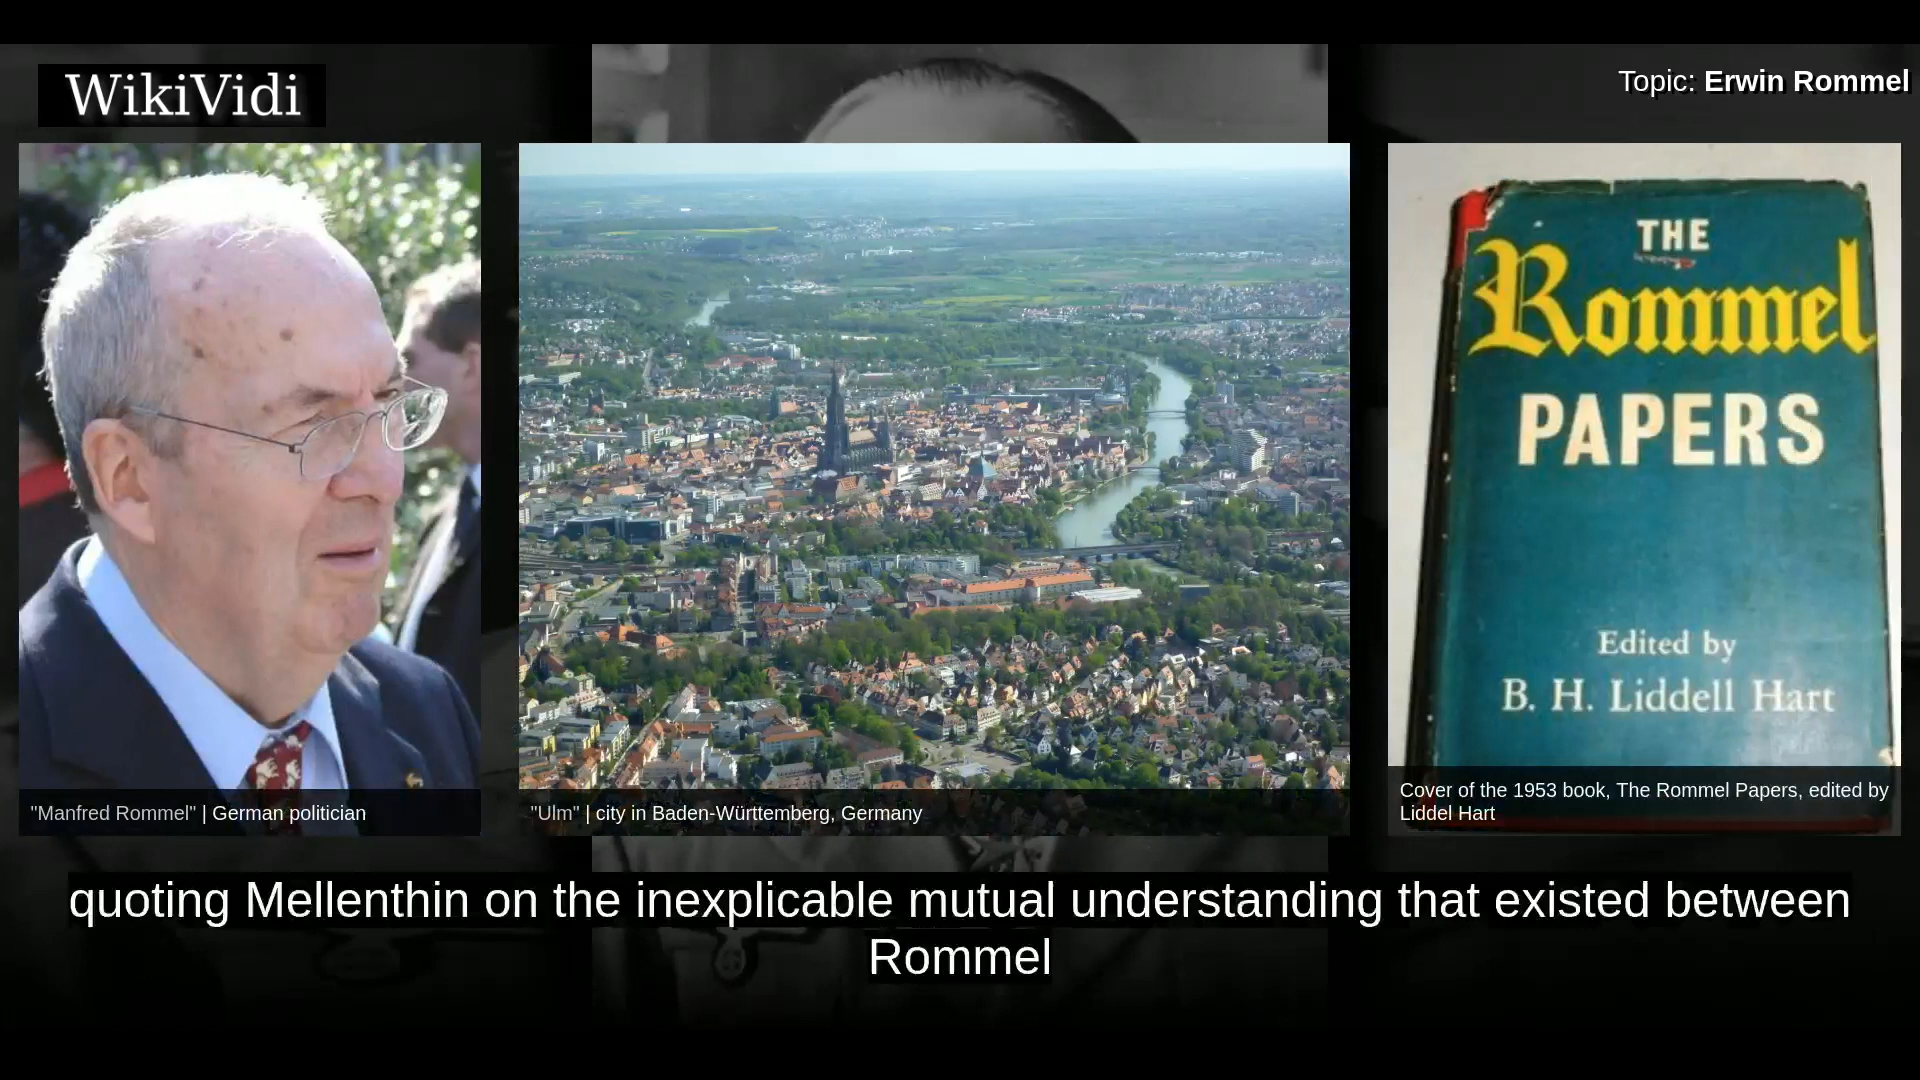 WikiVidi
Topic: Erwin Rommel
THE
Rommel
PAPERS
Edited by
B. H. Liddell Hart
"Manfred Rommel" | German politician
"Ulm" | city in Baden-Württemberg, Germany
Cover of the 1953 book, The Rommel Papers, edited by
Liddel Hart
quoting Mellenthin on the inexplicable mutual understanding that existed between
Rommel